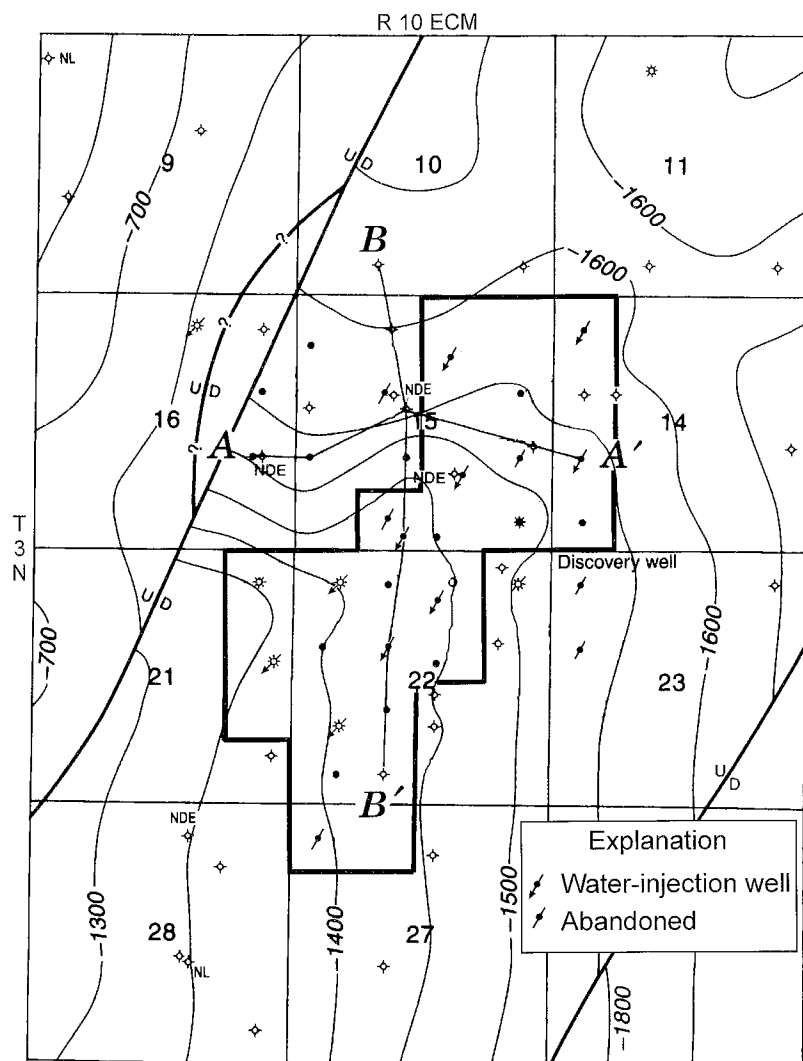 R 10 ECM
NL
9
U D
10
11
-700
-1600
?
B
-1600
?
U D
NDE
16
15
14
?
A
A'
NDE
NDE
T
3
N
Discovery well
U D
-700
-1600
21
22
23
U D
B'
NDE
Explanation
Water-injection well
Abandoned
-1300
28
-1400
27
-1500
NL
-1800